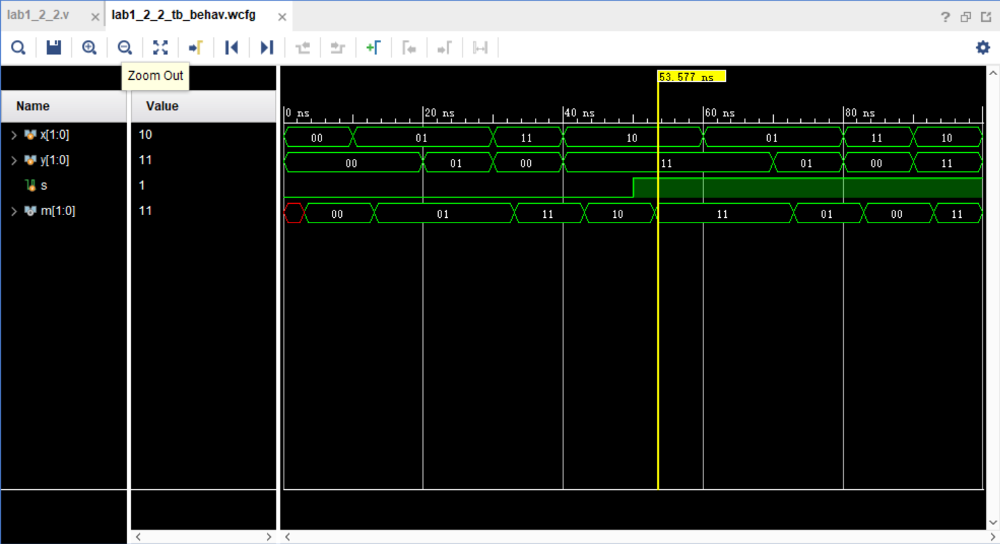 lab1_2_2.v × lab1_2_2_tb_behav.wcfg × ?
Zoom Out
53.577 ns
Name Value
0 ns 20 ns 40 ns 60 ns 80 ns
x[1:0] 10 00 01 11 10 01 11 10
y[1:0] 11 00 01 00 11 01 00 11
s 1
m[1:0] 11 00 01 11 10 11 01 00 11